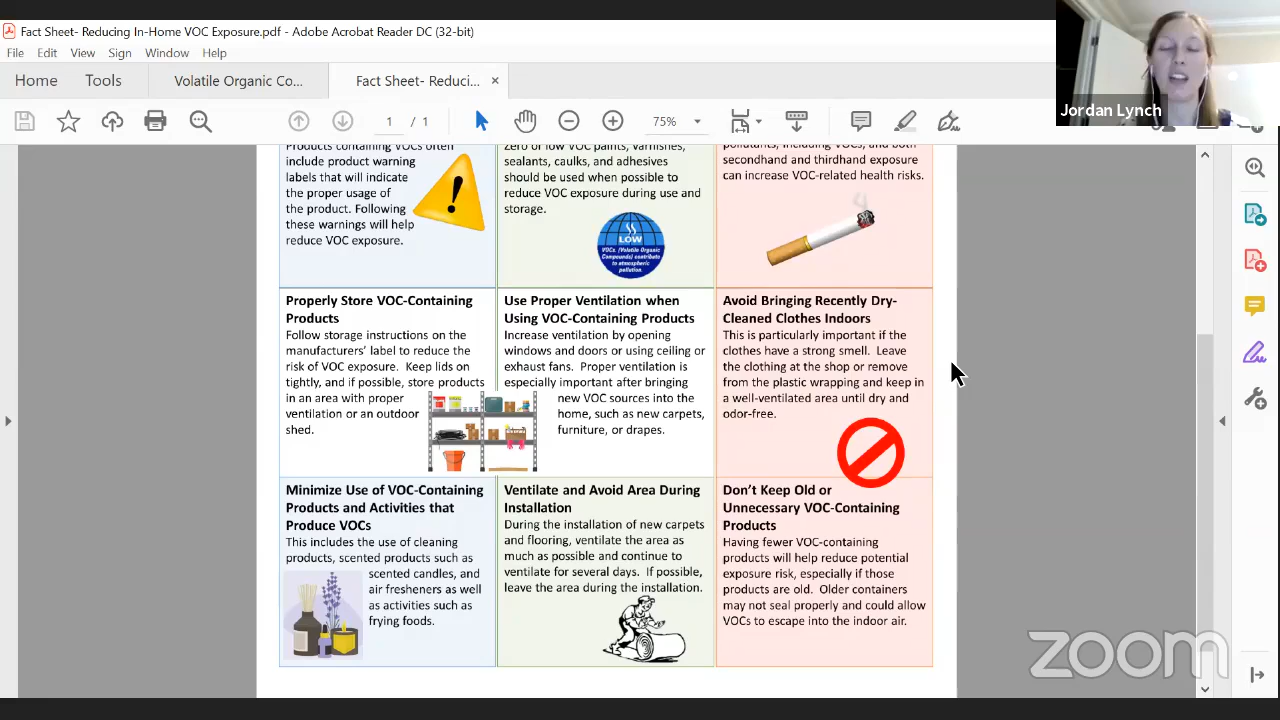 Fact Sheet- Reducing In-Home VOC Exposure.pdf - Adobe Acrobat Reader DC (32-bit)
File Edit View Sign Window Help
Home Tools Volatile Organic Co... Fact Sheet- Reduci... ×
1 / 1 75%
Jordan Lynch
Products containing VOCs often
include product warning
labels that will indicate
the proper usage of
the product. Following
these warnings will help
reduce VOC exposure.
Zero or low VOC paints, varnishes,
sealants, caulks, and adhesives
should be used when possible to
reduce VOC exposure during use and
storage.
LOW
VOCs. (Volatile Organic
Compounds) contribute
to atmospheric
pollution.
pollutants, including VOCs, and both
secondhand and thirdhand exposure
can increase VOC-related health risks.
Properly Store VOC-Containing
Products
Follow storage instructions on the
manufacturers' label to reduce the
risk of VOC exposure. Keep lids on
tightly, and if possible, store products
in an area with proper
ventilation or an outdoor
shed.
Use Proper Ventilation when
Using VOC-Containing Products
Increase ventilation by opening
windows and doors or using ceiling or
exhaust fans. Proper ventilation is
especially important after bringing
new VOC sources into the
home, such as new carpets,
furniture, or drapes.
Avoid Bringing Recently Dry-
Cleaned Clothes Indoors
This is particularly important if the
clothes have a strong smell. Leave
the clothing at the shop or remove
from the plastic wrapping and keep in
a well-ventilated area until dry and
odor-free.
Minimize Use of VOC-Containing
Products and Activities that
Produce VOCs
This includes the use of cleaning
products, scented products such as
scented candles, and
air fresheners as well
as activities such as
frying foods.
Ventilate and Avoid Area During
Installation
During the installation of new carpets
and flooring, ventilate the area as
much as possible and continue to
ventilate for several days. If possible,
leave the area during the installation.
Don't Keep Old or
Unnecessary VOC-Containing
Products
Having fewer VOC-containing
products will help reduce potential
exposure risk, especially if those
products are old. Older containers
may not seal properly and could allow
VOCs to escape into the indoor air.
zoom